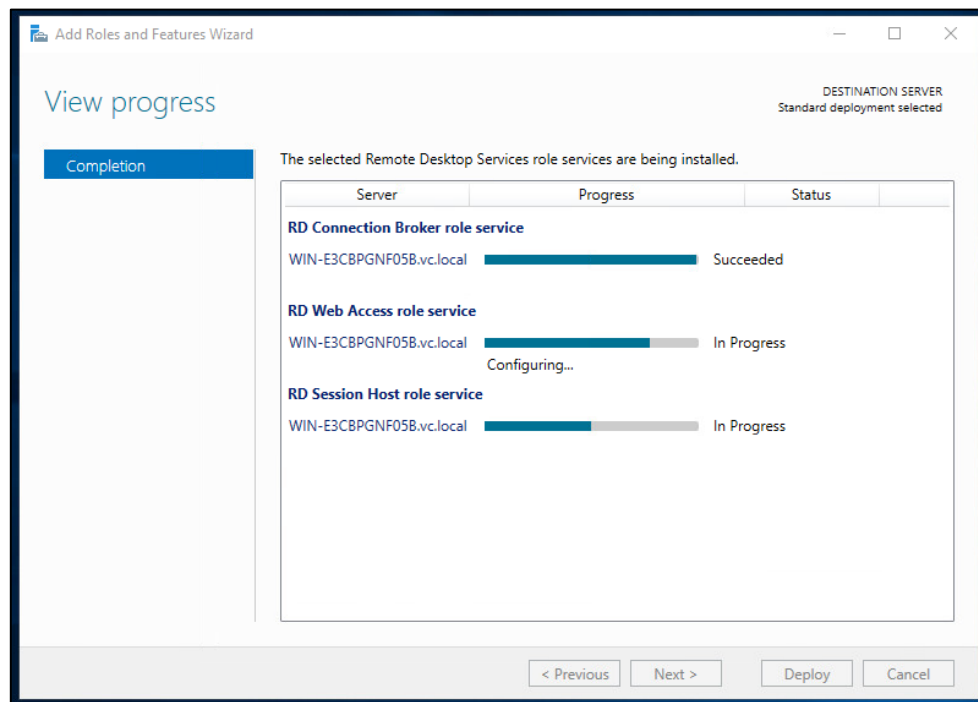 Add Roles and Features Wizard
View progress
DESTINATION SERVER
Standard deployment selected
Completion
The selected Remote Desktop Services role services are being installed.
Server Progress Status
RD Connection Broker role service
WIN-E3CBPGNF05B.vc.local Succeeded
RD Web Access role service
WIN-E3CBPGNF05B.vc.local In Progress
Configuring...
RD Session Host role service
WIN-E3CBPGNF05B.vc.local In Progress
< Previous Next > Deploy Cancel